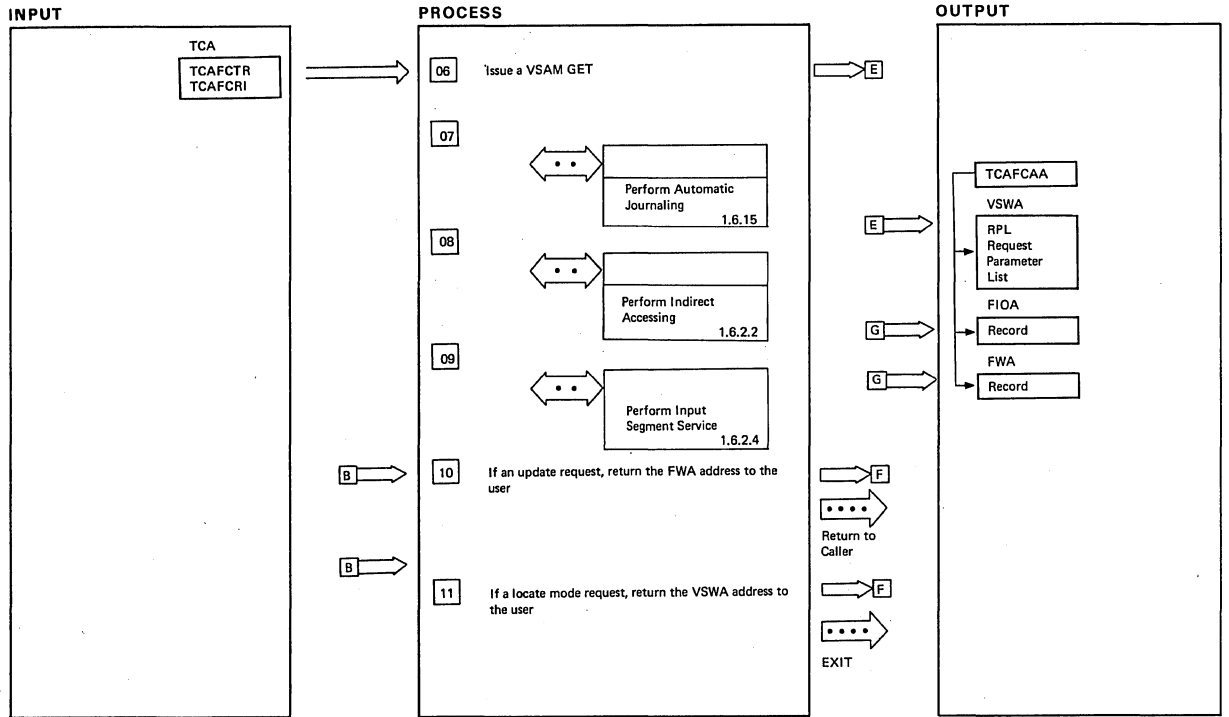 INPUT
PROCESS
OUTPUT
TCA
TCAFCTR
TCAFCRI
06
Issue a VSAM GET
E
07
Perform Automatic
Journaling
1.6.15
08
Perform Indirect
Accessing
1.6.2.2
09
Perform Input
Segment Service
1.6.2.4
B
10
If an update request, return the FWA address to the
user
F
Return to
Caller
B
11
If a locate mode request, return the VSWA address to
the user
F
EXIT
TCAFCAA
VSWA
E
RPL
Request
Parameter
List
FIOA
G
Record
FWA
G
Record